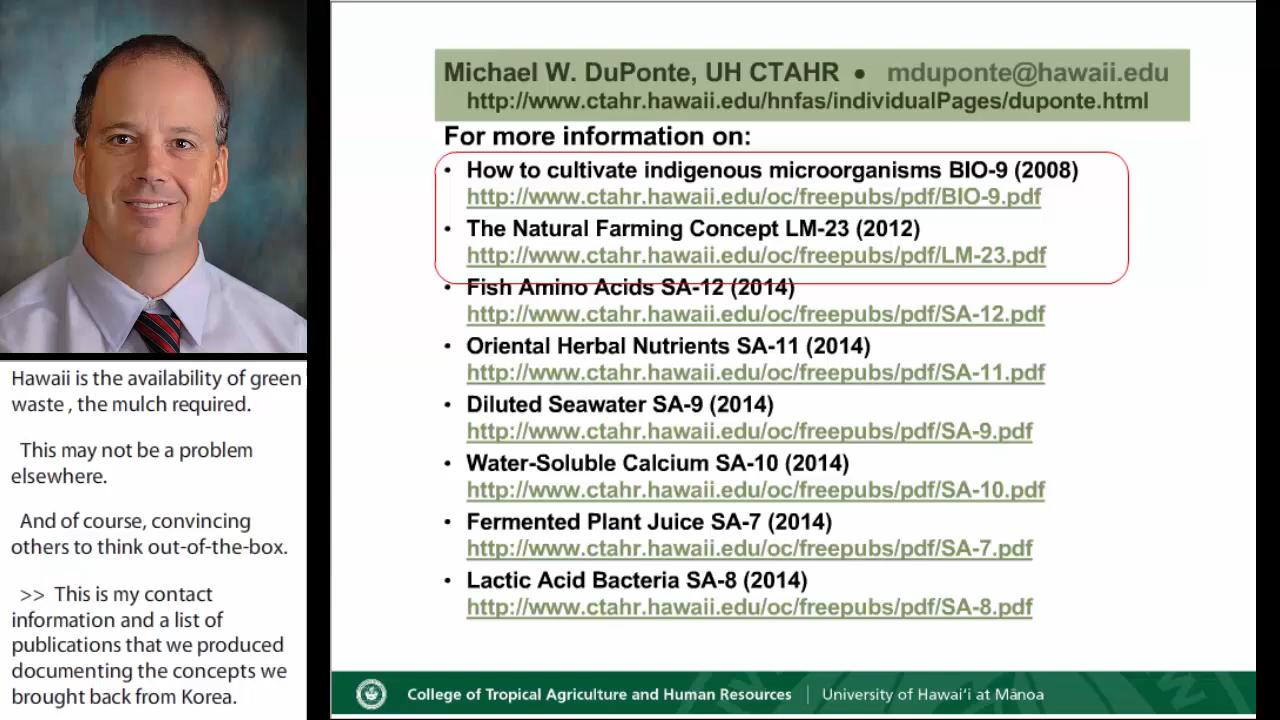 Hawaii is the availability of green
waste , the mulch required.
This may not be a problem
elsewhere.
And of course, convincing
others to think out-of-the-box.
>> This is my contact
information and a list of
publications that we produced
documenting the concepts we
brought back from Korea.
Michael W. DuPonte, UH CTAHR • mduponte@hawaii.edu
http://www.ctahr.hawaii.edu/hnfas/individualPages/duponte.html
For more information on:
• How to cultivate indigenous microorganisms BIO-9 (2008)
http://www.ctahr.hawaii.edu/oc/freepubs/pdf/BIO-9.pdf
• The Natural Farming Concept LM-23 (2012)
http://www.ctahr.hawaii.edu/oc/freepubs/pdf/LM-23.pdf
• Fish Amino Acids SA-12 (2014)
http://www.ctahr.hawaii.edu/oc/freepubs/pdf/SA-12.pdf
• Oriental Herbal Nutrients SA-11 (2014)
http://www.ctahr.hawaii.edu/oc/freepubs/pdf/SA-11.pdf
• Diluted Seawater SA-9 (2014)
http://www.ctahr.hawaii.edu/oc/freepubs/pdf/SA-9.pdf
• Water-Soluble Calcium SA-10 (2014)
http://www.ctahr.hawaii.edu/oc/freepubs/pdf/SA-10.pdf
• Fermented Plant Juice SA-7 (2014)
http://www.ctahr.hawaii.edu/oc/freepubs/pdf/SA-7.pdf
• Lactic Acid Bacteria SA-8 (2014)
http://www.ctahr.hawaii.edu/oc/freepubs/pdf/SA-8.pdf
College of Tropical Agriculture and Human Resources | University of Hawai‘i at Mānoa